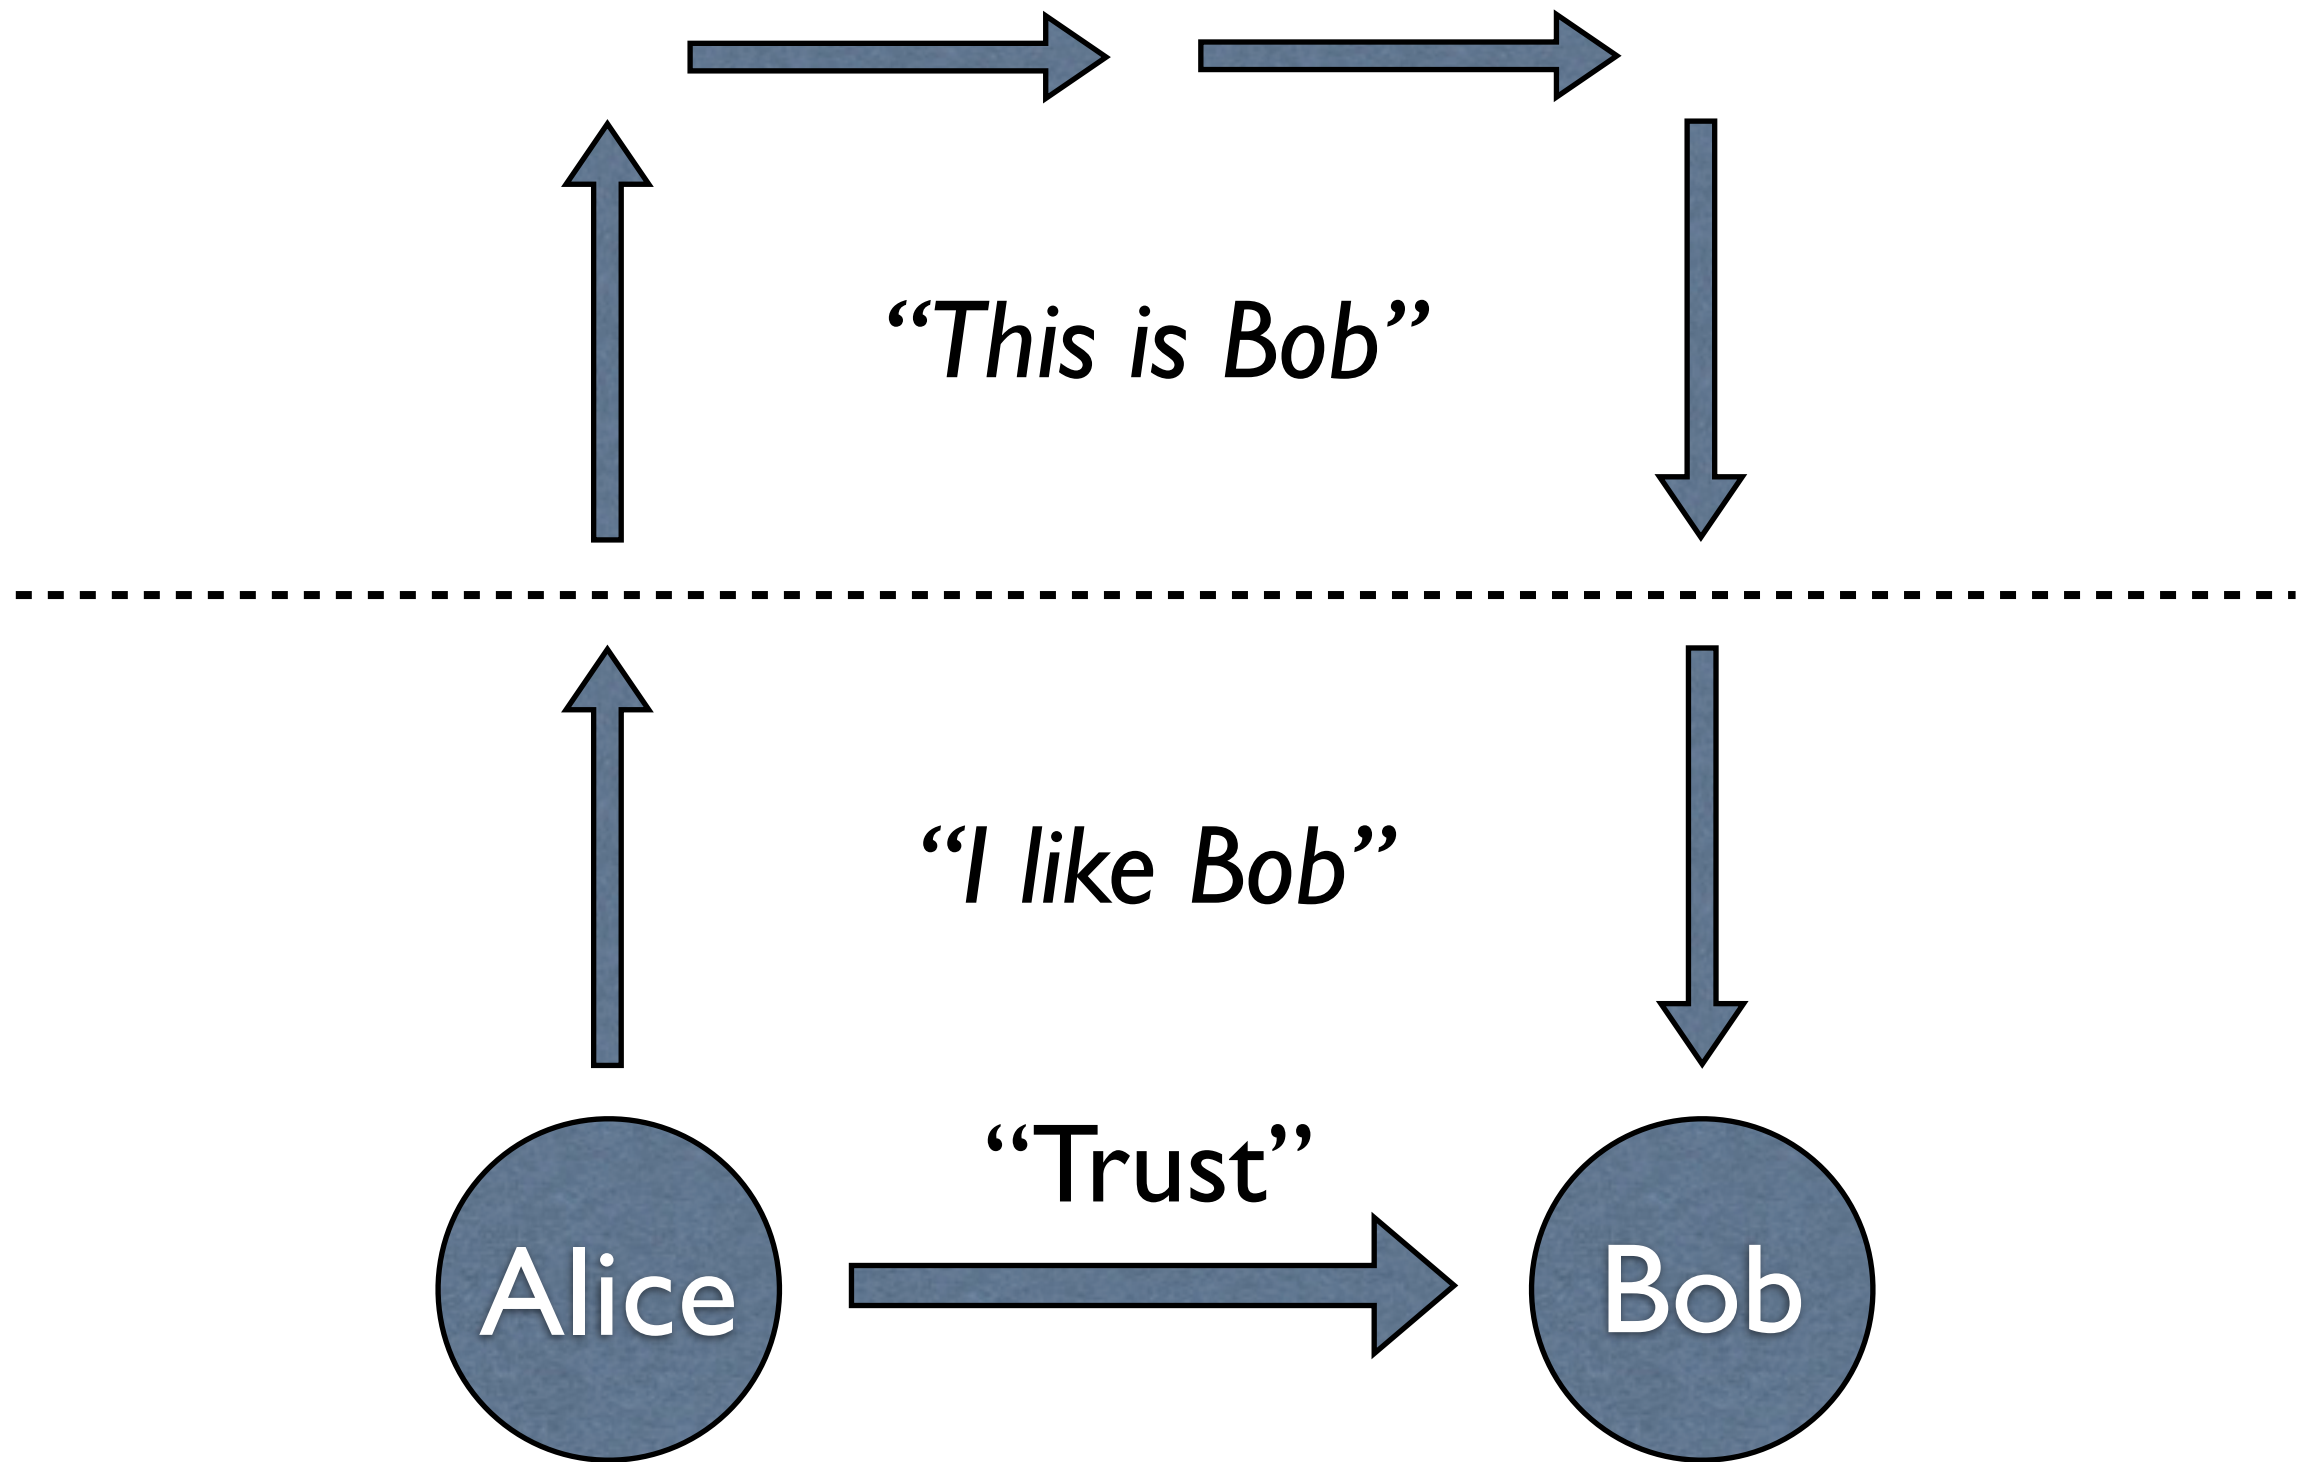 “This is Bob”
“I like Bob”
“Trust”
Alice
Bob